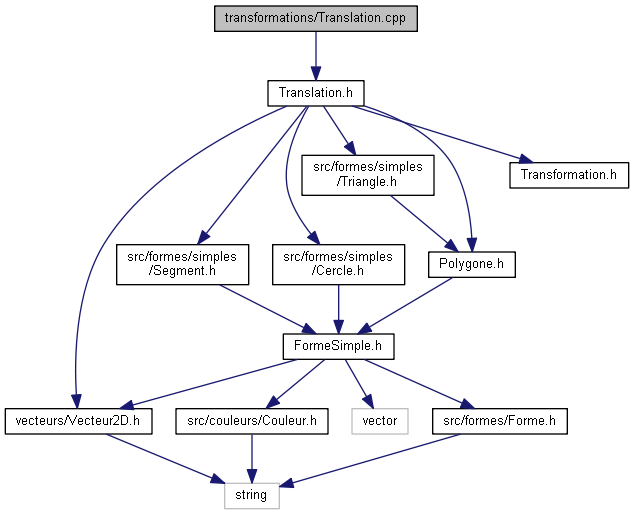 transformations/Translation.cpp
Translation.h
src/formes/simples
/Triangle.h
Transformation.h
src/formes/simples
/Segment.h
src/formes/simples
/Cercle.h
Polygone.h
FormeSimple.h
vecteurs/Vecteur2D.h
src/couleurs/Couleur.h
vector
src/formes/Forme.h
string